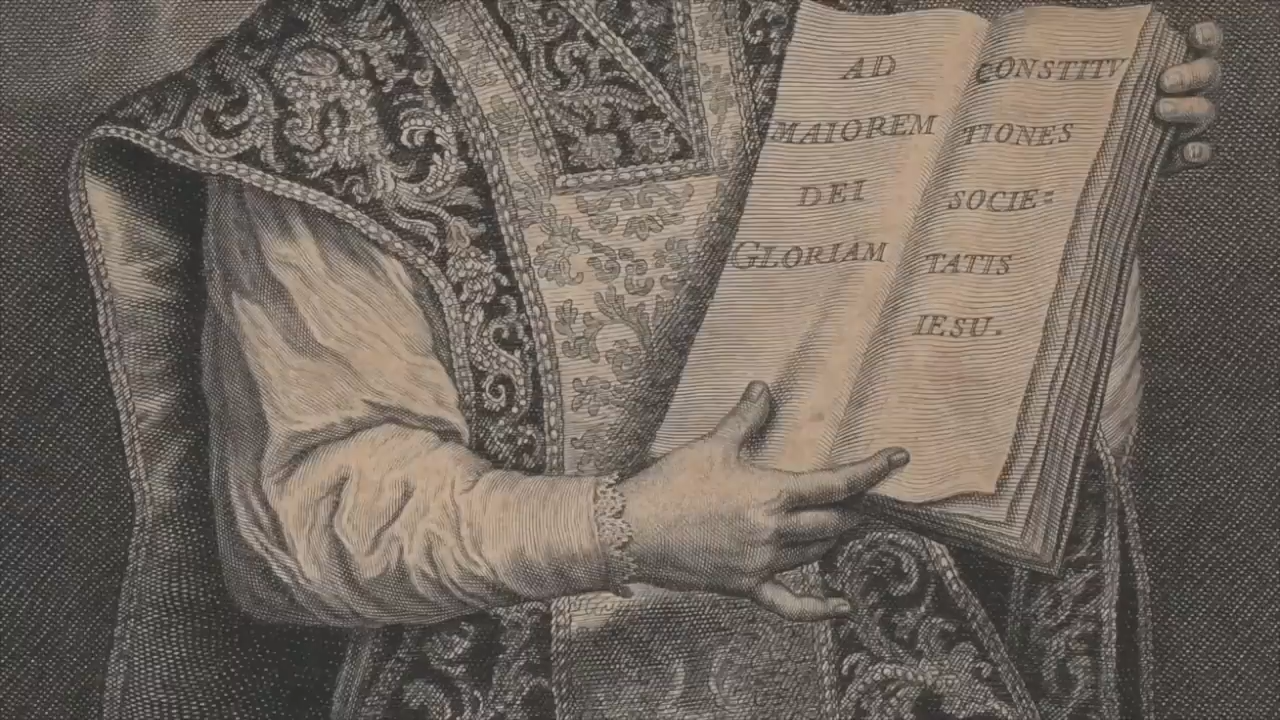 AD
MAIOREM
DEI
GLORIAM
CONSTITV
TIONES
SOCIE=
TATIS
IESU.